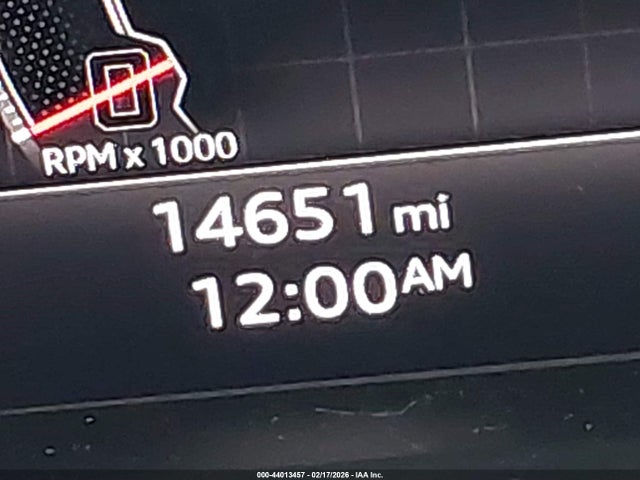 0
RPM x 1000
14651 mi
12:00AM
000-44013457 - 02/17/2026 - IAA Inc.